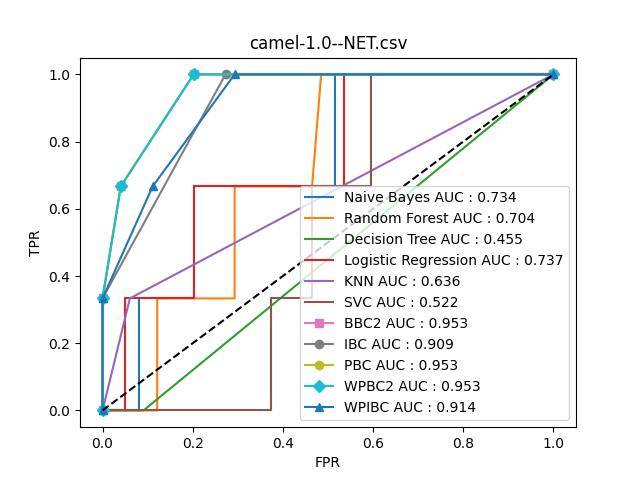 camel-1.0--NET.csv
TPR
1.0
0.8
0.6
0.4
0.2
0.0
Naive Bayes AUC : 0.734
Random Forest AUC : 0.704
Decision Tree AUC : 0.455
Logistic Regression AUC : 0.737
KNN AUC : 0.636
SVC AUC : 0.522
BBC2 AUC : 0.953
IBC AUC : 0.909
PBC AUC : 0.953
WPBC2 AUC : 0.953
WPIBC AUC : 0.914
0.0 0.2 0.4 0.6 0.8 1.0
FPR